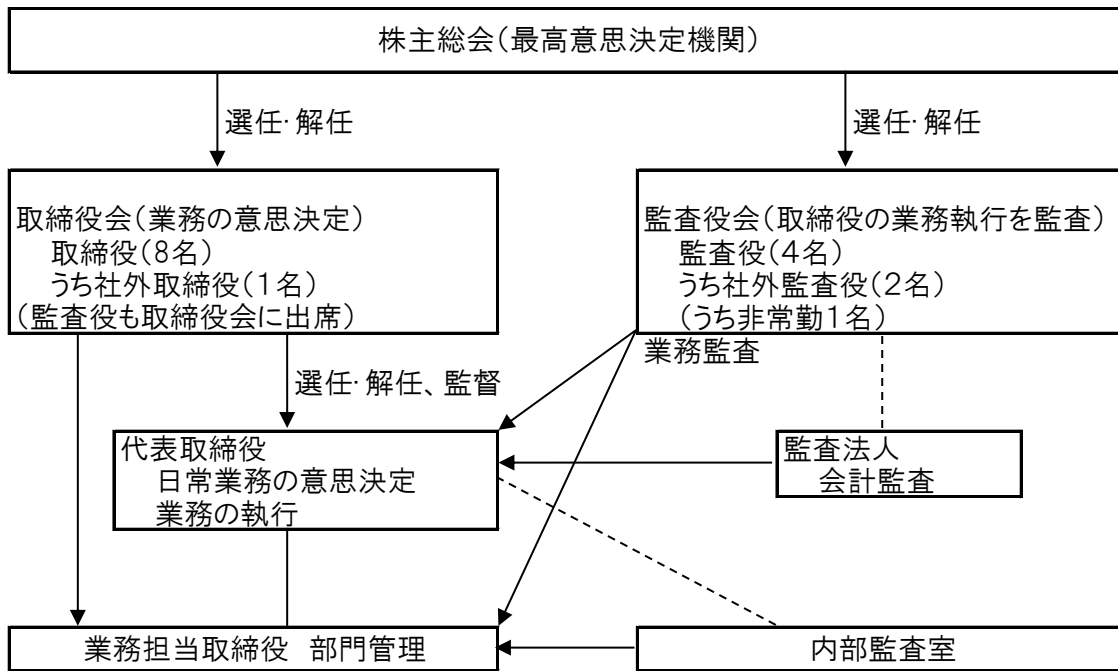 株主総会(最高意思決定機関)
選任・解任
選任・解任
取締役会(業務の意思決定)
取締役(8名)
うち社外取締役(1名)
(監査役も取締役会に出席)
監査役会(取締役の業務執行を監査)
監査役(4名)
うち社外監査役(2名)
(うち非常勤1名)
業務監査
選任・解任、監督
代表取締役
日常業務の意思決定
業務の執行
監査法人
会計監査
業務担当取締役 部門管理
内部監査室